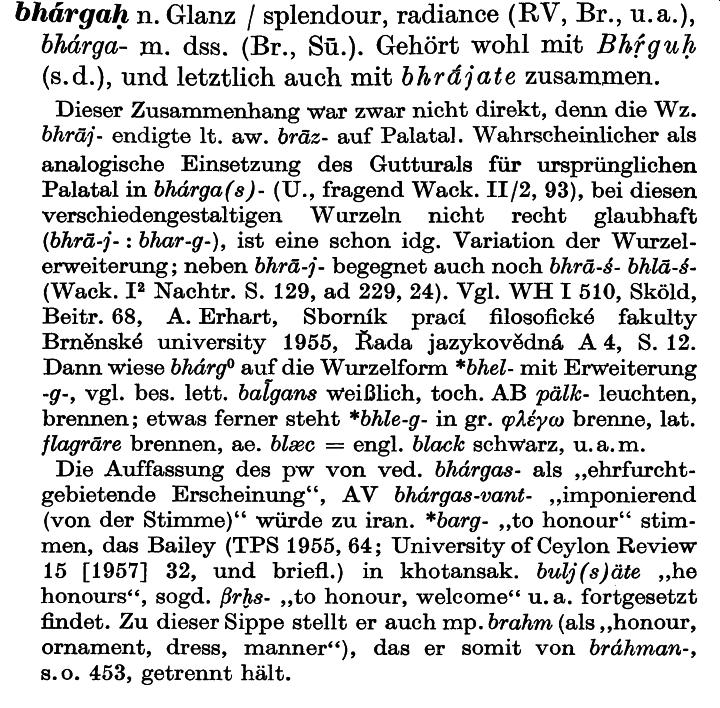 bhárgaḥ n. Glanz / splendour, radiance (RV, Br., u.a.),
bhárga- m. dss. (Br., Sū.). Gehört wohl mit Bhṛ́guḥ
(s.d.), und letztlich auch mit bhrájate zusammen.
Dieser Zusammenhang war zwar nicht direkt, denn die Wz.
bhrāj- endigte lt. aw. brāz- auf Palatal. Wahrscheinlicher als
analogische Einsetzung des Gutturals für ursprünglichen
Palatal in bhárga(s)- (U., fragend Wack. II/2, 93), bei diesen
verschiedengestaltigen Wurzeln nicht recht glaubhaft
(bhrā-j- : bhar-g-), ist eine schon idg. Variation der Wurzel-
erweiterung; neben bhrā-j- begegnet auch noch bhrā-ś- bhlā-ś-
(Wack. I² Nachtr. S. 129, ad 229, 24). Vgl. WH I 510, Sköld,
Beitr. 68, A. Erhart, Sborník prací filosofické fakulty
Brněnské university 1955, Řada jazykovědná A 4, S. 12.
Dann wiese bhárg⁰ auf die Wurzelform *bhel- mit Erweiterung
-g-, vgl. bes. lett. bal̃gans weißlich, toch. AB pälk- leuchten,
brennen; etwas ferner steht *bhle-g- in gr. φλέγω brenne, lat.
flagrāre brennen, ae. blæc = engl. black schwarz, u.a.m.
Die Auffassung des pw von ved. bhárgas- als „ehrfurcht-
gebietende Erscheinung“, AV bhárgas-vant- „imponierend
(von der Stimme)“ würde zu iran. *barg- „to honour“ stim-
men, das Bailey (TPS 1955, 64; University of Ceylon Review
15 [1957] 32, und briefl.) in khotansak. bulj(s)äte „he
honours“, sogd. βrḫs- „to honour, welcome“ u.a. fortgesetzt
findet. Zu dieser Sippe stellt er auch mp. brahm (als „honour,
ornament, dress, manner“), das er somit von bráhman-,
s.o. 453, getrennt hält.